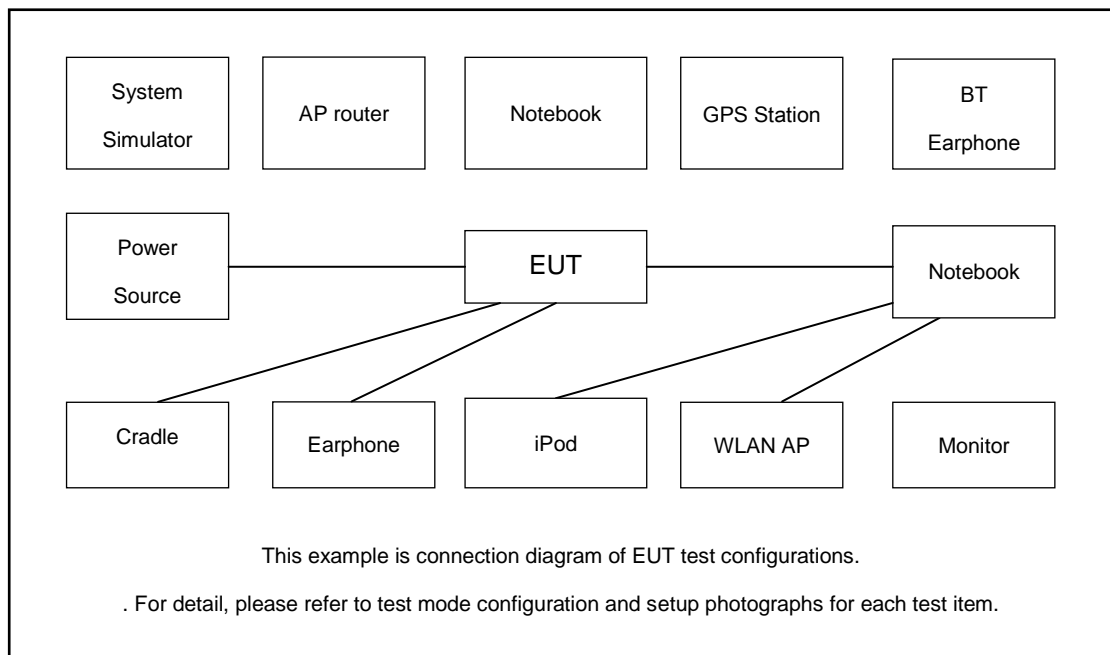 System
Simulator
AP router
Notebook
GPS Station
BT
Earphone
Power
Source
EUT
Notebook
Cradle
Earphone
iPod
WLAN AP
Monitor
This example is connection diagram of EUT test configurations.
. For detail, please refer to test mode configuration and setup photographs for each test item.